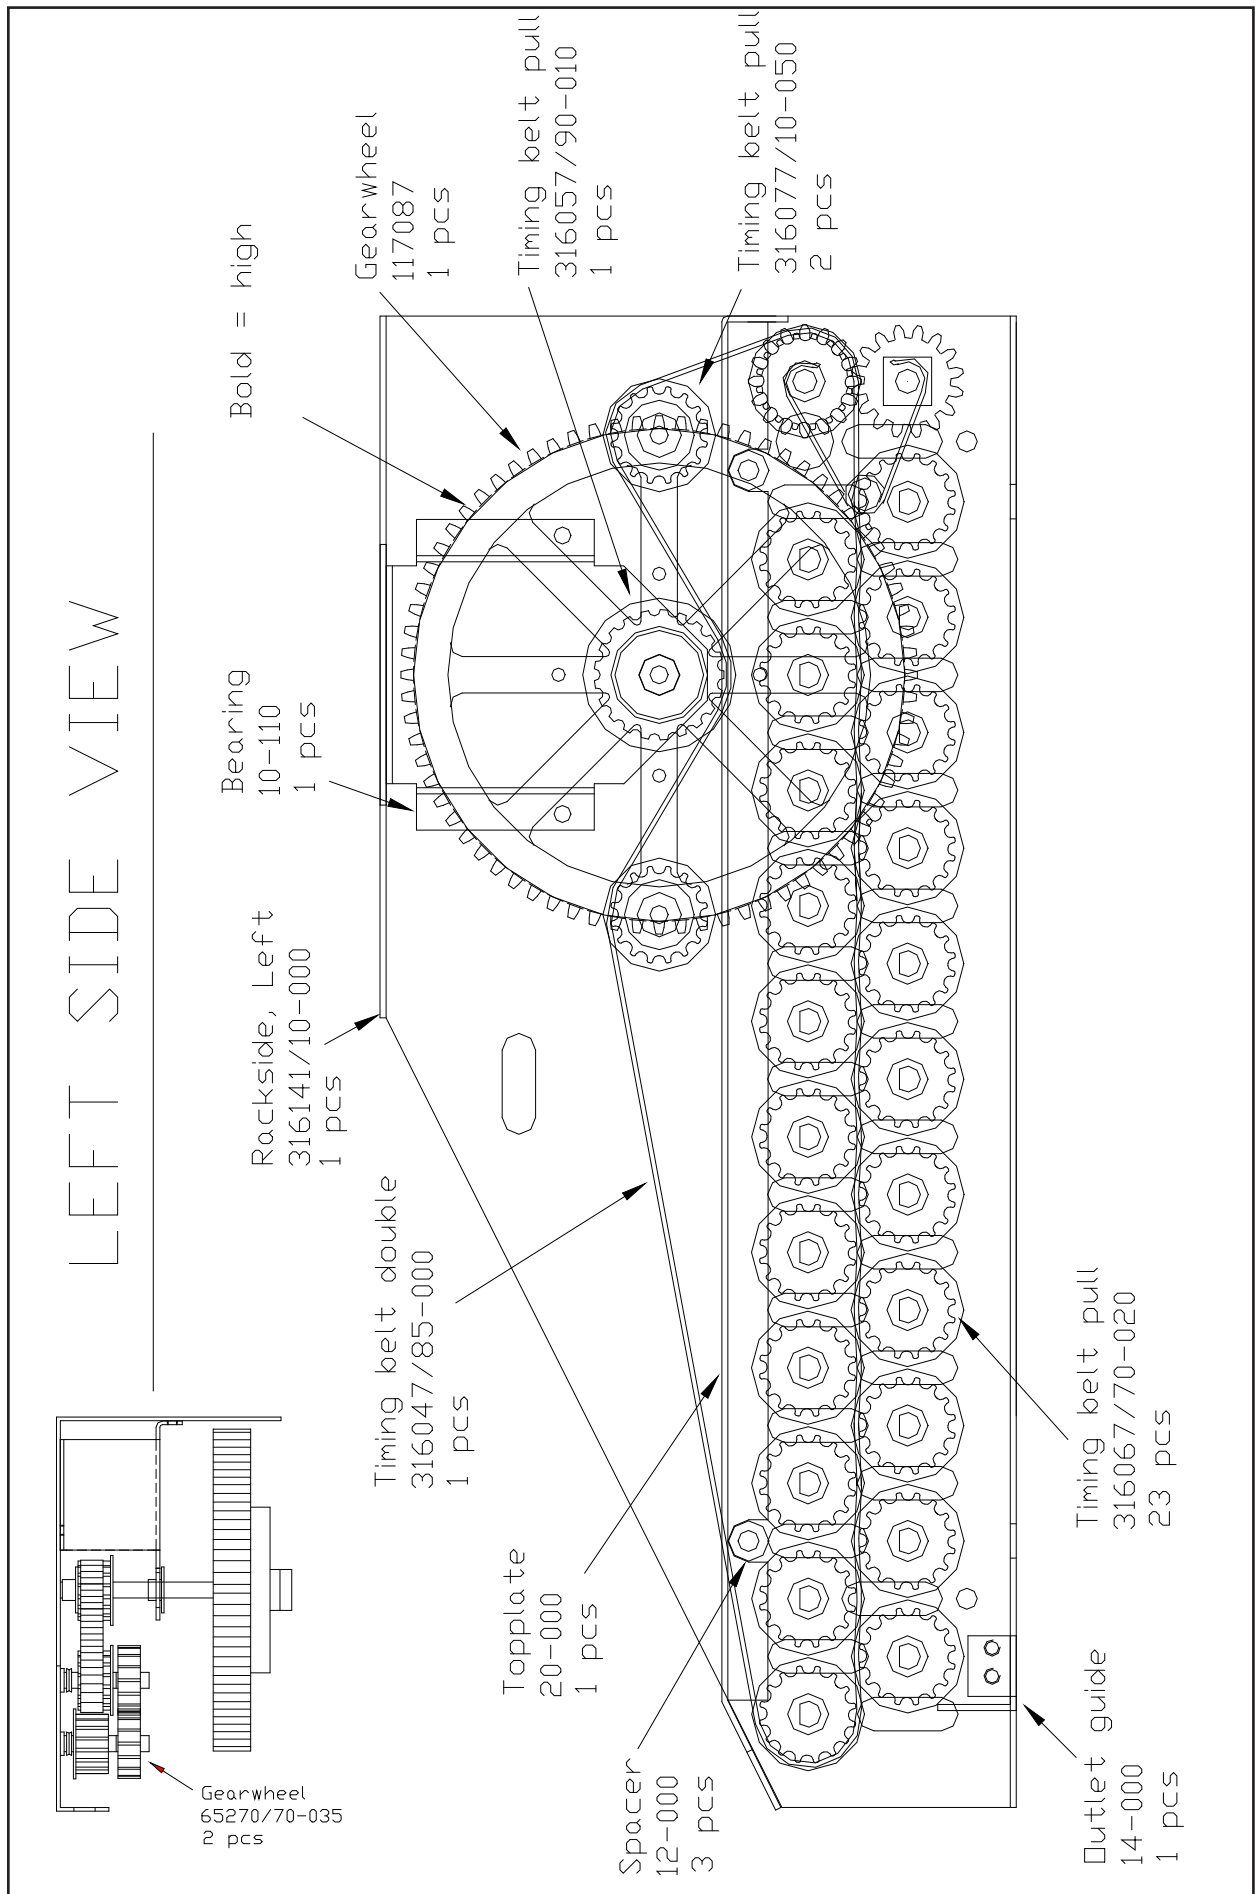 LEFT SIDE VIEW
Bold = high
Gearwheel
117087
1 pcs
Timing belt pull
316057/90-010
1 pcs
Timing belt pull
316077/10-050
2 pcs
Bearing
10-110
1 pcs
Rackside, Left
316141/10-000
1 pcs
Timing belt double
316047/85-000
1 pcs
Topplate
20-000
1 pcs
Spacer
12-000
3 pcs
Timing belt pull
316067/70-020
23 pcs
Outlet guide
14-000
1 pcs
Gearwheel
65270/70-035
2 pcs